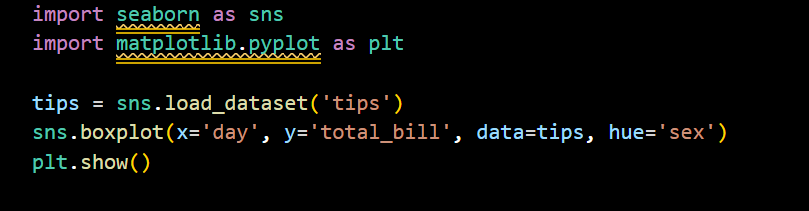 import seaborn as sns
import matplotlib.pyplot as plt
tips = sns.load_dataset('tips')
sns.boxplot(x='day', y='total_bill', data=tips, hue='sex')
plt.show()